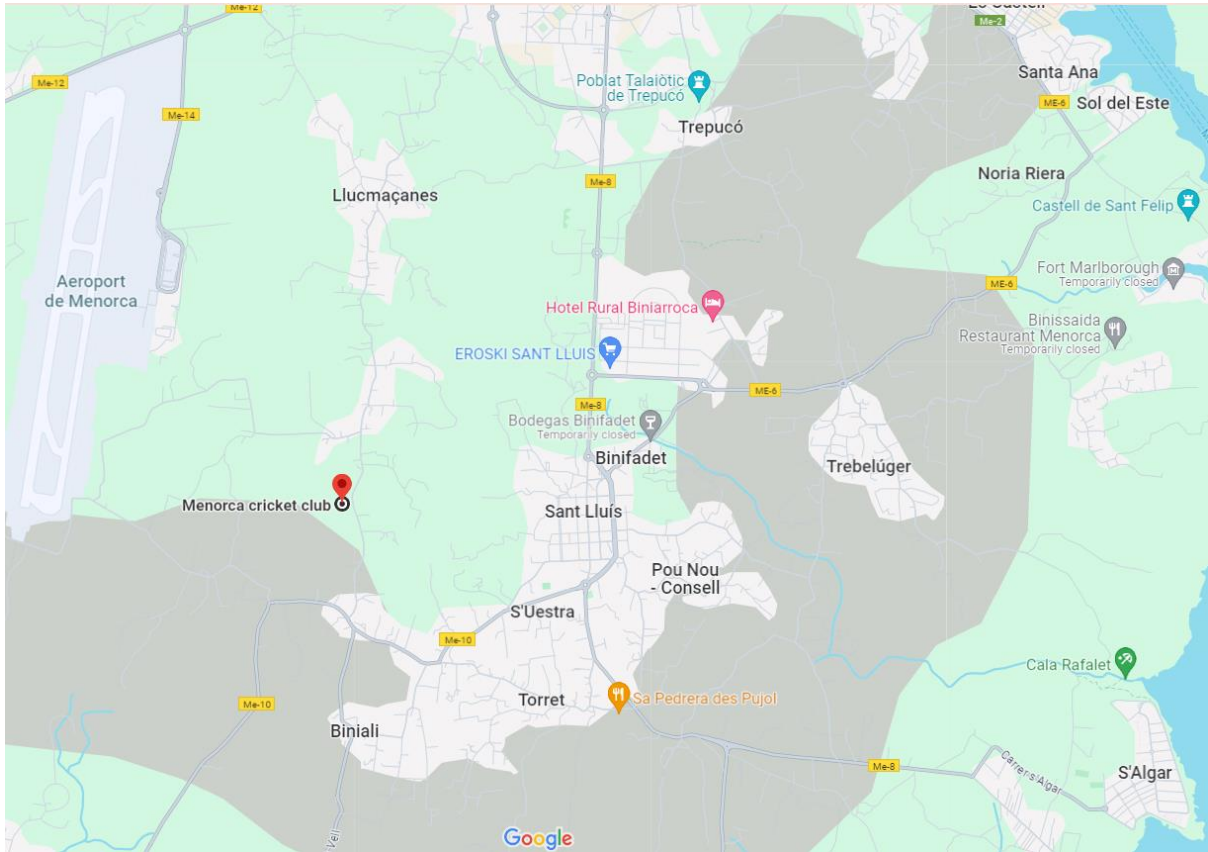 Me-12
Es Castell
Me-2
Me-12
Santa Ana
Poblat Talaiòtic
de Trepucó
ME-6
Sol del Este
Me-14
Trepucó
Noria Riera
Me-8
Llucmaçanes
Castell de Sant Felip
Fort Marlborough
Temporarily closed
Aeroport
de Menorca
ME-6
Hotel Rural Biniarroca
Binissaida
Restaurant Menorca
Temporarily closed
EROSKI SANT LLUIS
ME-6
Me-8
Bodegas Binifadet
Temporarily closed
Binifadet
Trebelúger
Menorca cricket club
Sant Lluís
Pou Nou
- Consell
S'Uestra
Me-10
Cala Rafalet
Torret
Sa Pedrera des Pujol
Me-10
Biniali
Me-8
Carrer s'Algar
S'Algar
Vell
Google